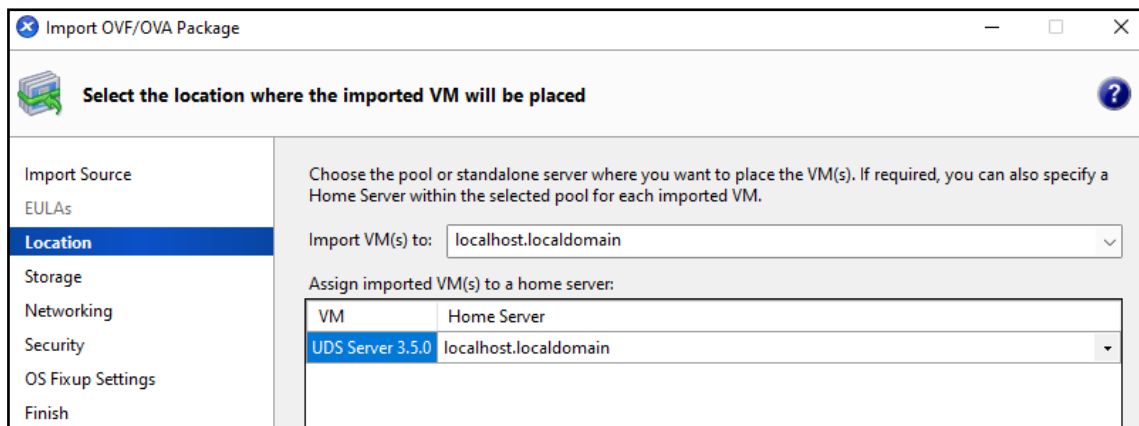 Import OVF/OVA Package
Select the location where the imported VM will be placed
Import Source
EULAs
Location
Storage
Networking
Security
OS Fixup Settings
Finish
Choose the pool or standalone server where you want to place the VM(s). If required, you can also specify a
Home Server within the selected pool for each imported VM.
Import VM(s) to: localhost.localdomain
Assign imported VM(s) to a home server:
VM Home Server
UDS Server 3.5.0 localhost.localdomain